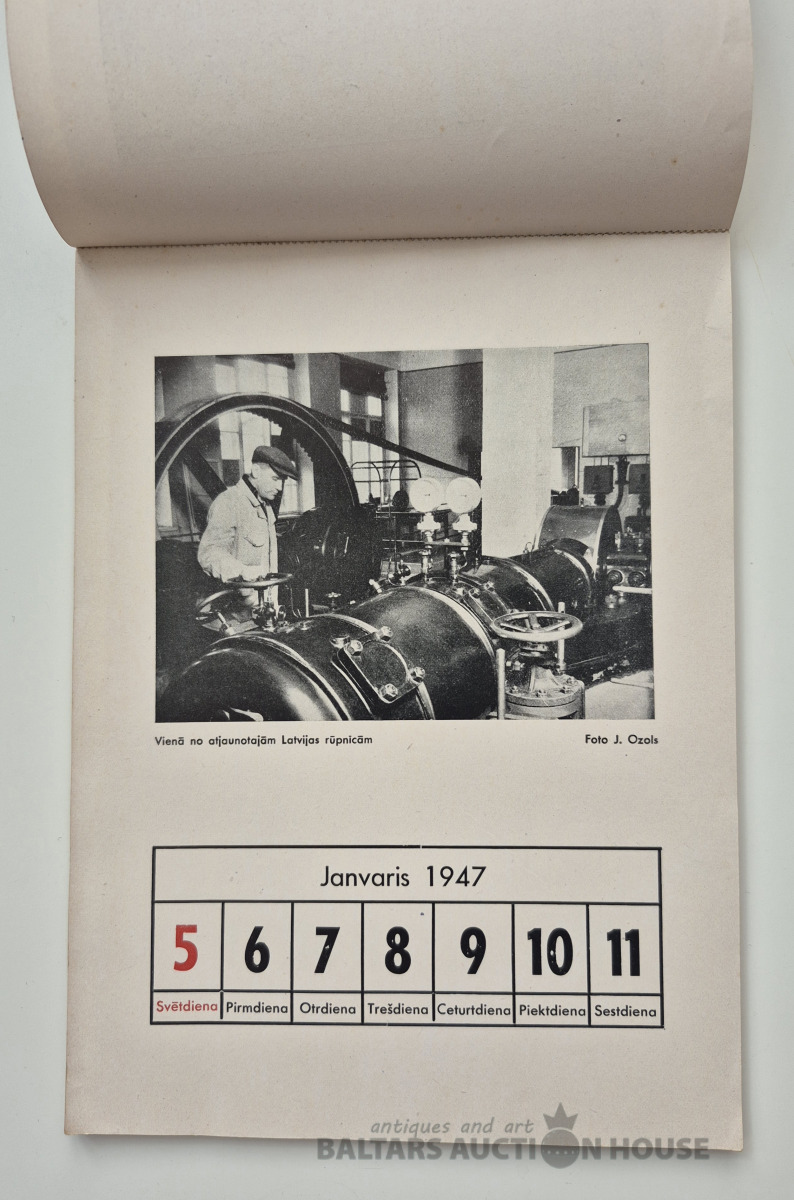 Vienā no atjaunotajām Latvijas rūpnīcām
Foto J. Ozols
Janvaris 1947
5 6 7 8 9 10 11
Svētdiena Pirmdiena Otrdiena Trešdiena Ceturtdiena Piektdiena Sestdiena
antiques and art
BALTARS AUCTION HOUSE